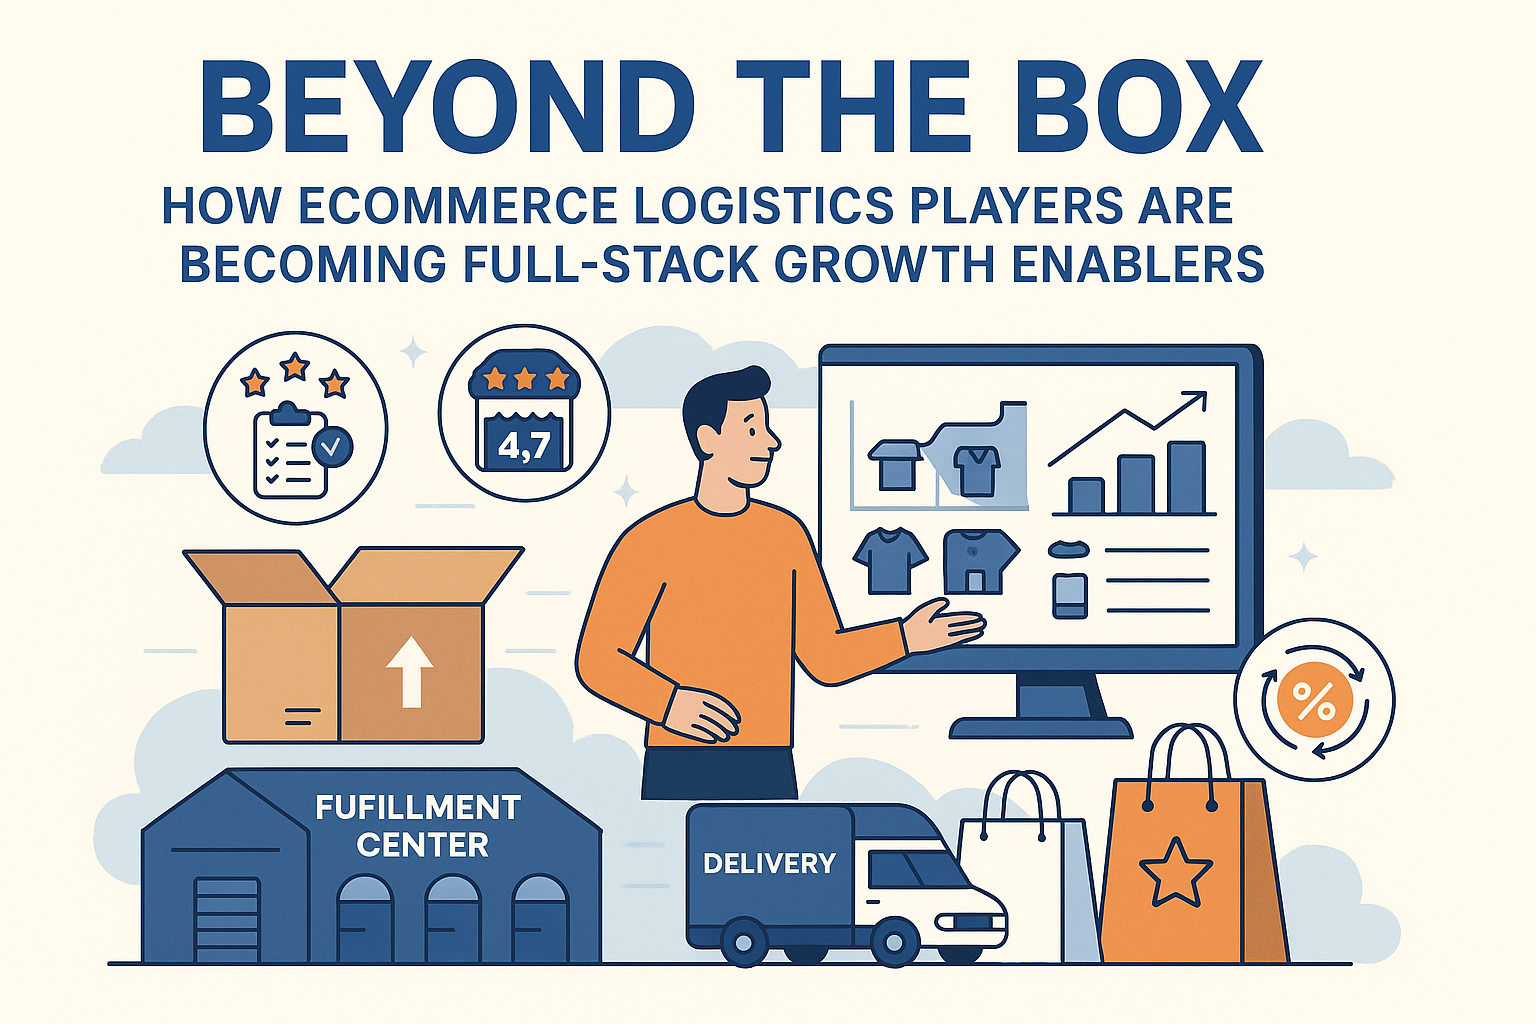 BEYOND THE BOX
HOW ECOMMERCE LOGISTICS PLAYERS ARE
BECOMING FULL-STACK GROWTH ENABLERS
4,7
%
FUFILLMENT
CENTER
DELIVERY